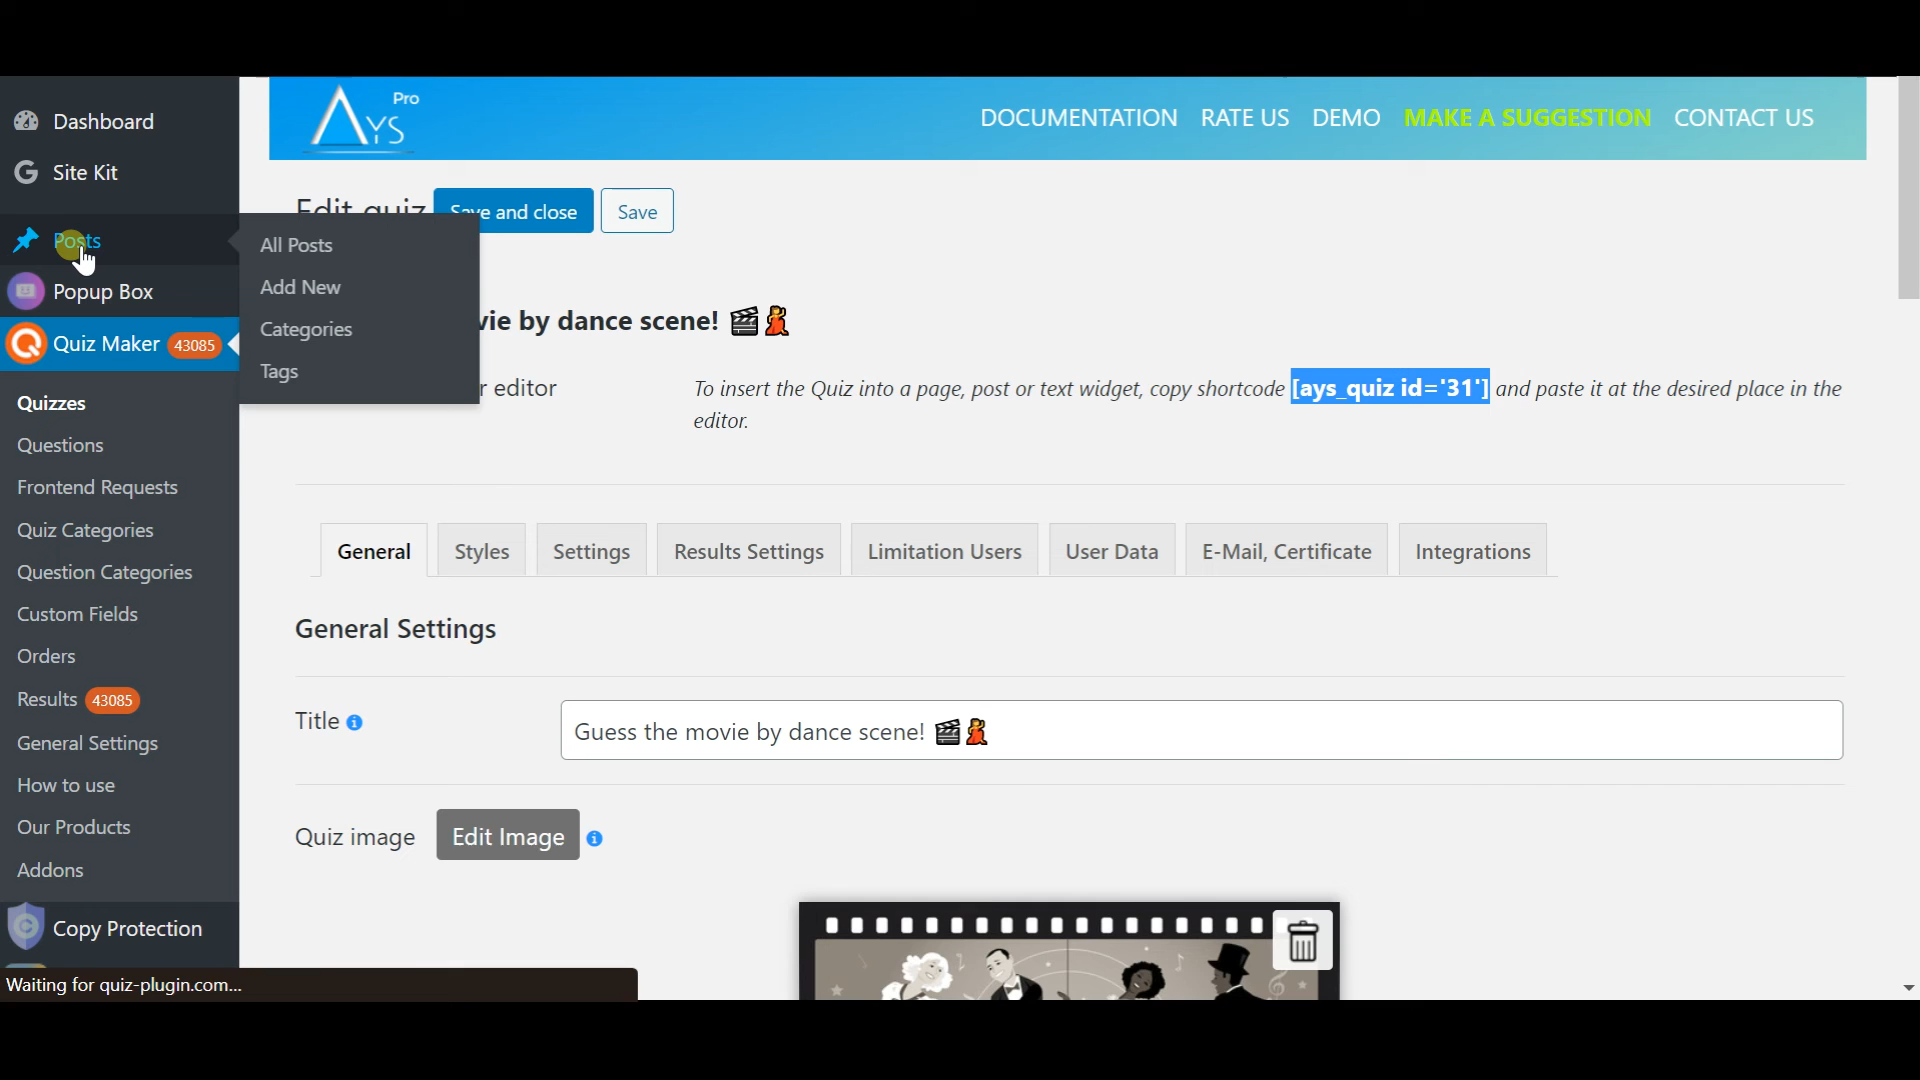 Dashboard
Site Kit
Posts
Popup Box
Quiz Maker 43085
Quizzes
Questions
Frontend Requests
Quiz Categories
Question Categories
Custom Fields
Orders
Results 43085
General Settings
How to use
Our Products
Addons
Copy Protection
All Posts
Add New
Categories
Tags
AYS Pro
DOCUMENTATION RATE US DEMO MAKE A SUGGESTION CONTACT US
Edit quiz Save and close Save
vie by dance scene! 🎬💃
r editor
To insert the Quiz into a page, post or text widget, copy shortcode [ays_quiz id='31'] and paste it at the desired place in the
editor.
General Styles Settings Results Settings Limitation Users User Data E-Mail, Certificate Integrations
General Settings
Title
Guess the movie by dance scene! 🎬💃
Quiz image Edit Image
Waiting for quiz-plugin.com...